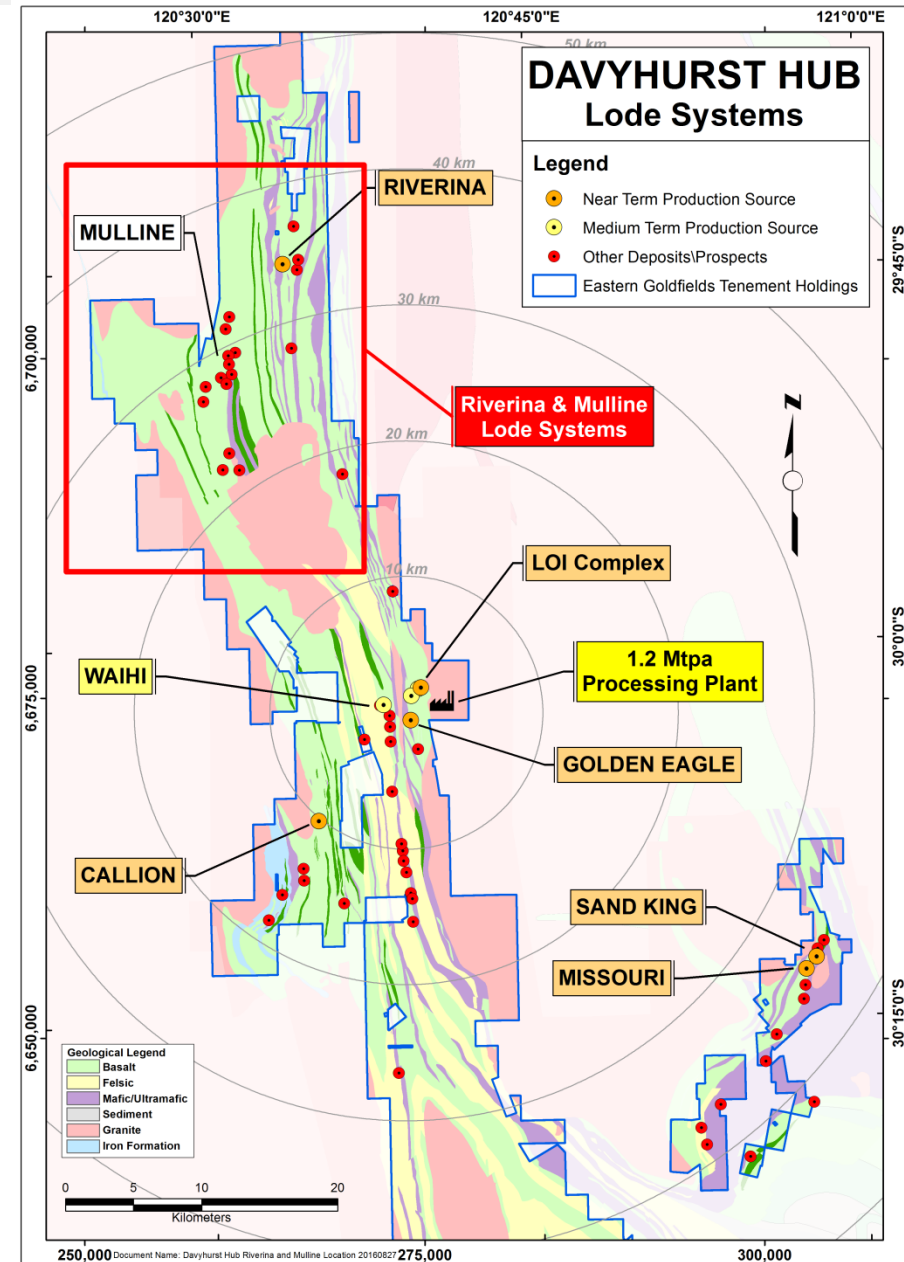 120°30'0"E
120°45'0"E
121°0'0"E
50 km
DAVYHURST HUB
Lode Systems
Legend
Near Term Production Source
Medium Term Production Source
Other Deposits\Prospects
Eastern Goldfields Tenement Holdings
40 km
RIVERINA
MULLINE
29°45'0"S
30 km
6,700,000
Riverina & Mulline
Lode Systems
20 km
N
LOI Complex
10 km
30°0'0"S
1.2 Mtpa
Processing Plant
WAIHI
6,675,000
GOLDEN EAGLE
CALLION
SAND KING
MISSOURI
30°15'0"S
6,650,000
Geological Legend
Basalt
Felsic
Mafic/Ultramafic
Sediment
Granite
Iron Formation
0 5 10 20
Kilometers
250,000
Document Name: Davyhurst Hub Riverina and Mulline Location 20160827
275,000
300,000